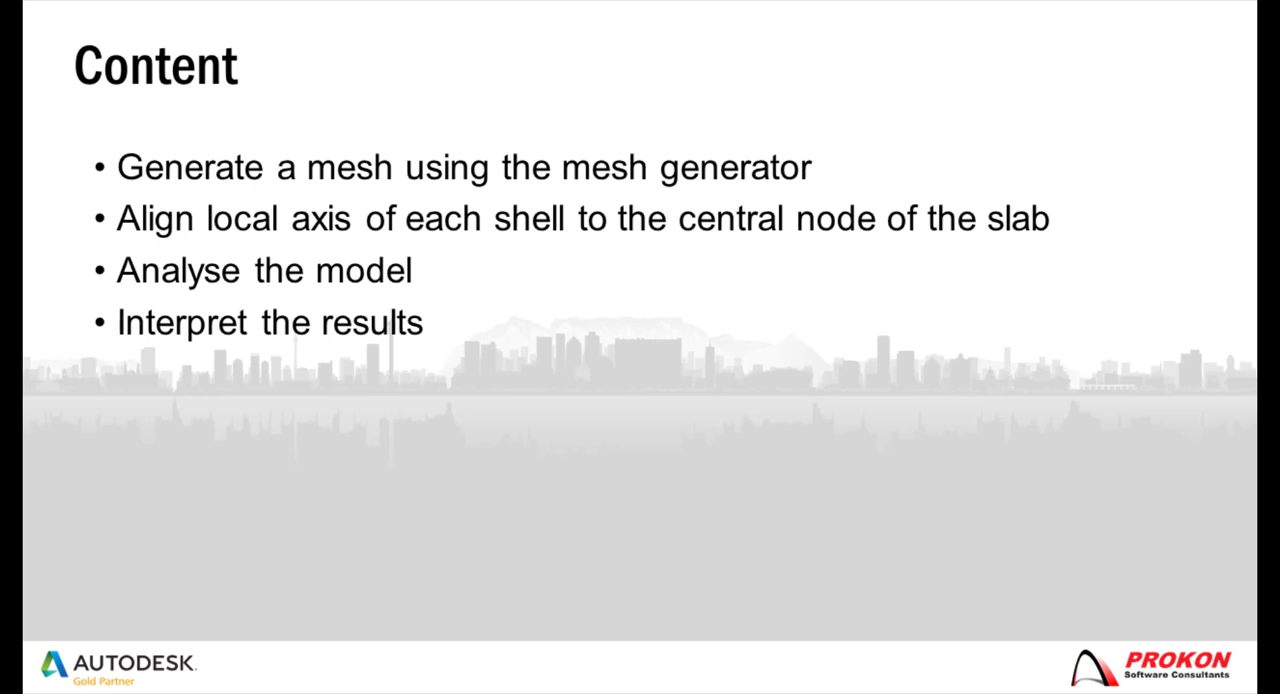 Content
• Generate a mesh using the mesh generator
• Align local axis of each shell to the central node of the slab
• Analyse the model
• Interpret the results
AUTODESK.
Gold Partner
PROKON
Software Consultants